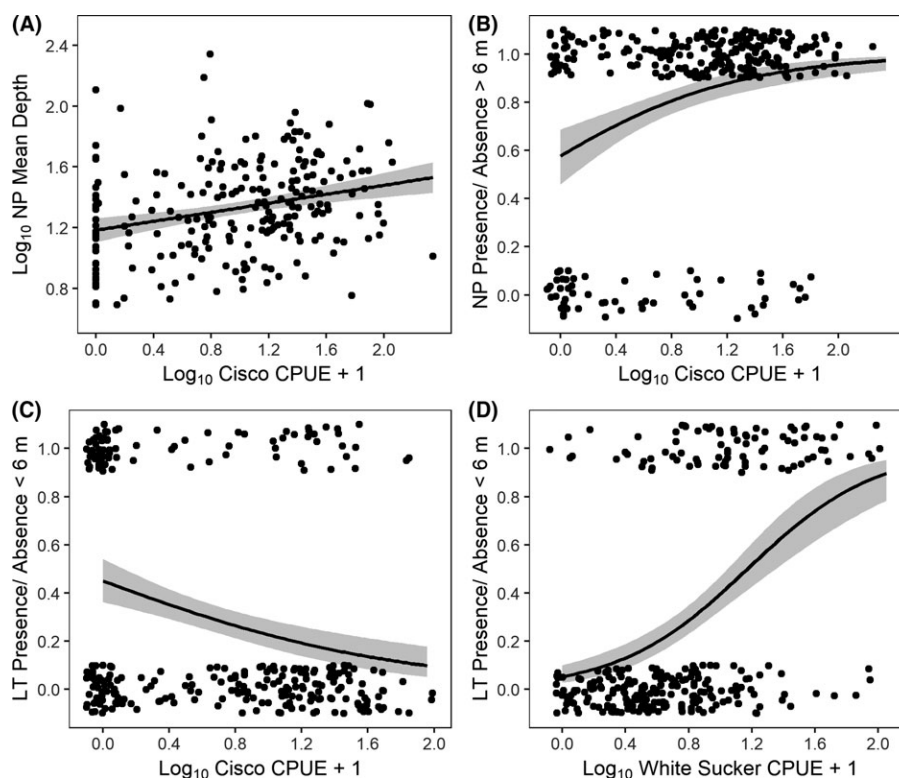 (A)
Log10 NP Mean Depth
2.4
2.0
1.6
1.2
0.8
0.0 0.4 0.8 1.2 1.6 2.0
Log10 Cisco CPUE + 1
(B)
NP Presence/ Absence > 6 m
1.0
0.8
0.6
0.4
0.2
0.0
0.0 0.4 0.8 1.2 1.6 2.0
Log10 Cisco CPUE + 1
(C)
LT Presence/ Absence < 6 m
1.0
0.8
0.6
0.4
0.2
0.0
0.0 0.4 0.8 1.2 1.6 2.0
Log10 Cisco CPUE + 1
(D)
LT Presence/ Absence < 6 m
1.0
0.8
0.6
0.4
0.2
0.0
0.0 0.4 0.8 1.2 1.6 2.0
Log10 White Sucker CPUE + 1